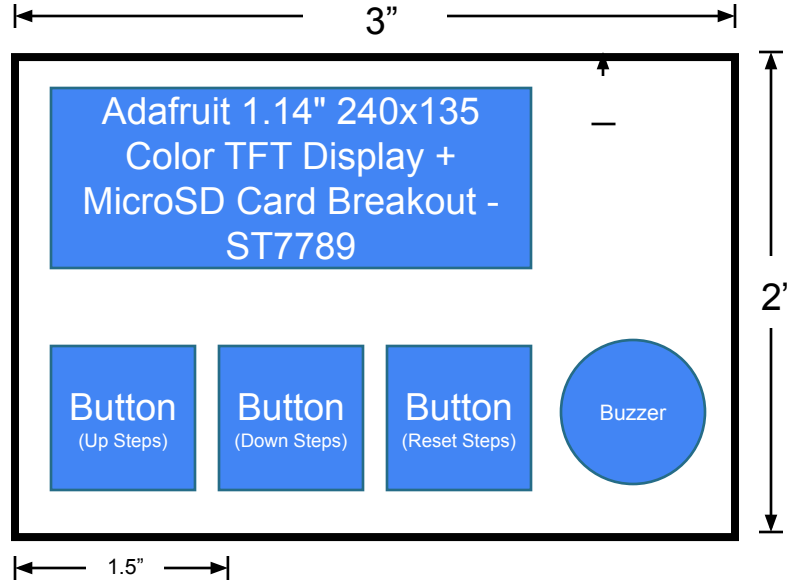 3”
Adafruit 1.14" 240x135
Color TFT Display +
MicroSD Card Breakout -
ST7789
2”
Button
(Up Steps)
Button
(Down Steps)
Button
(Reset Steps)
Buzzer
1.5”